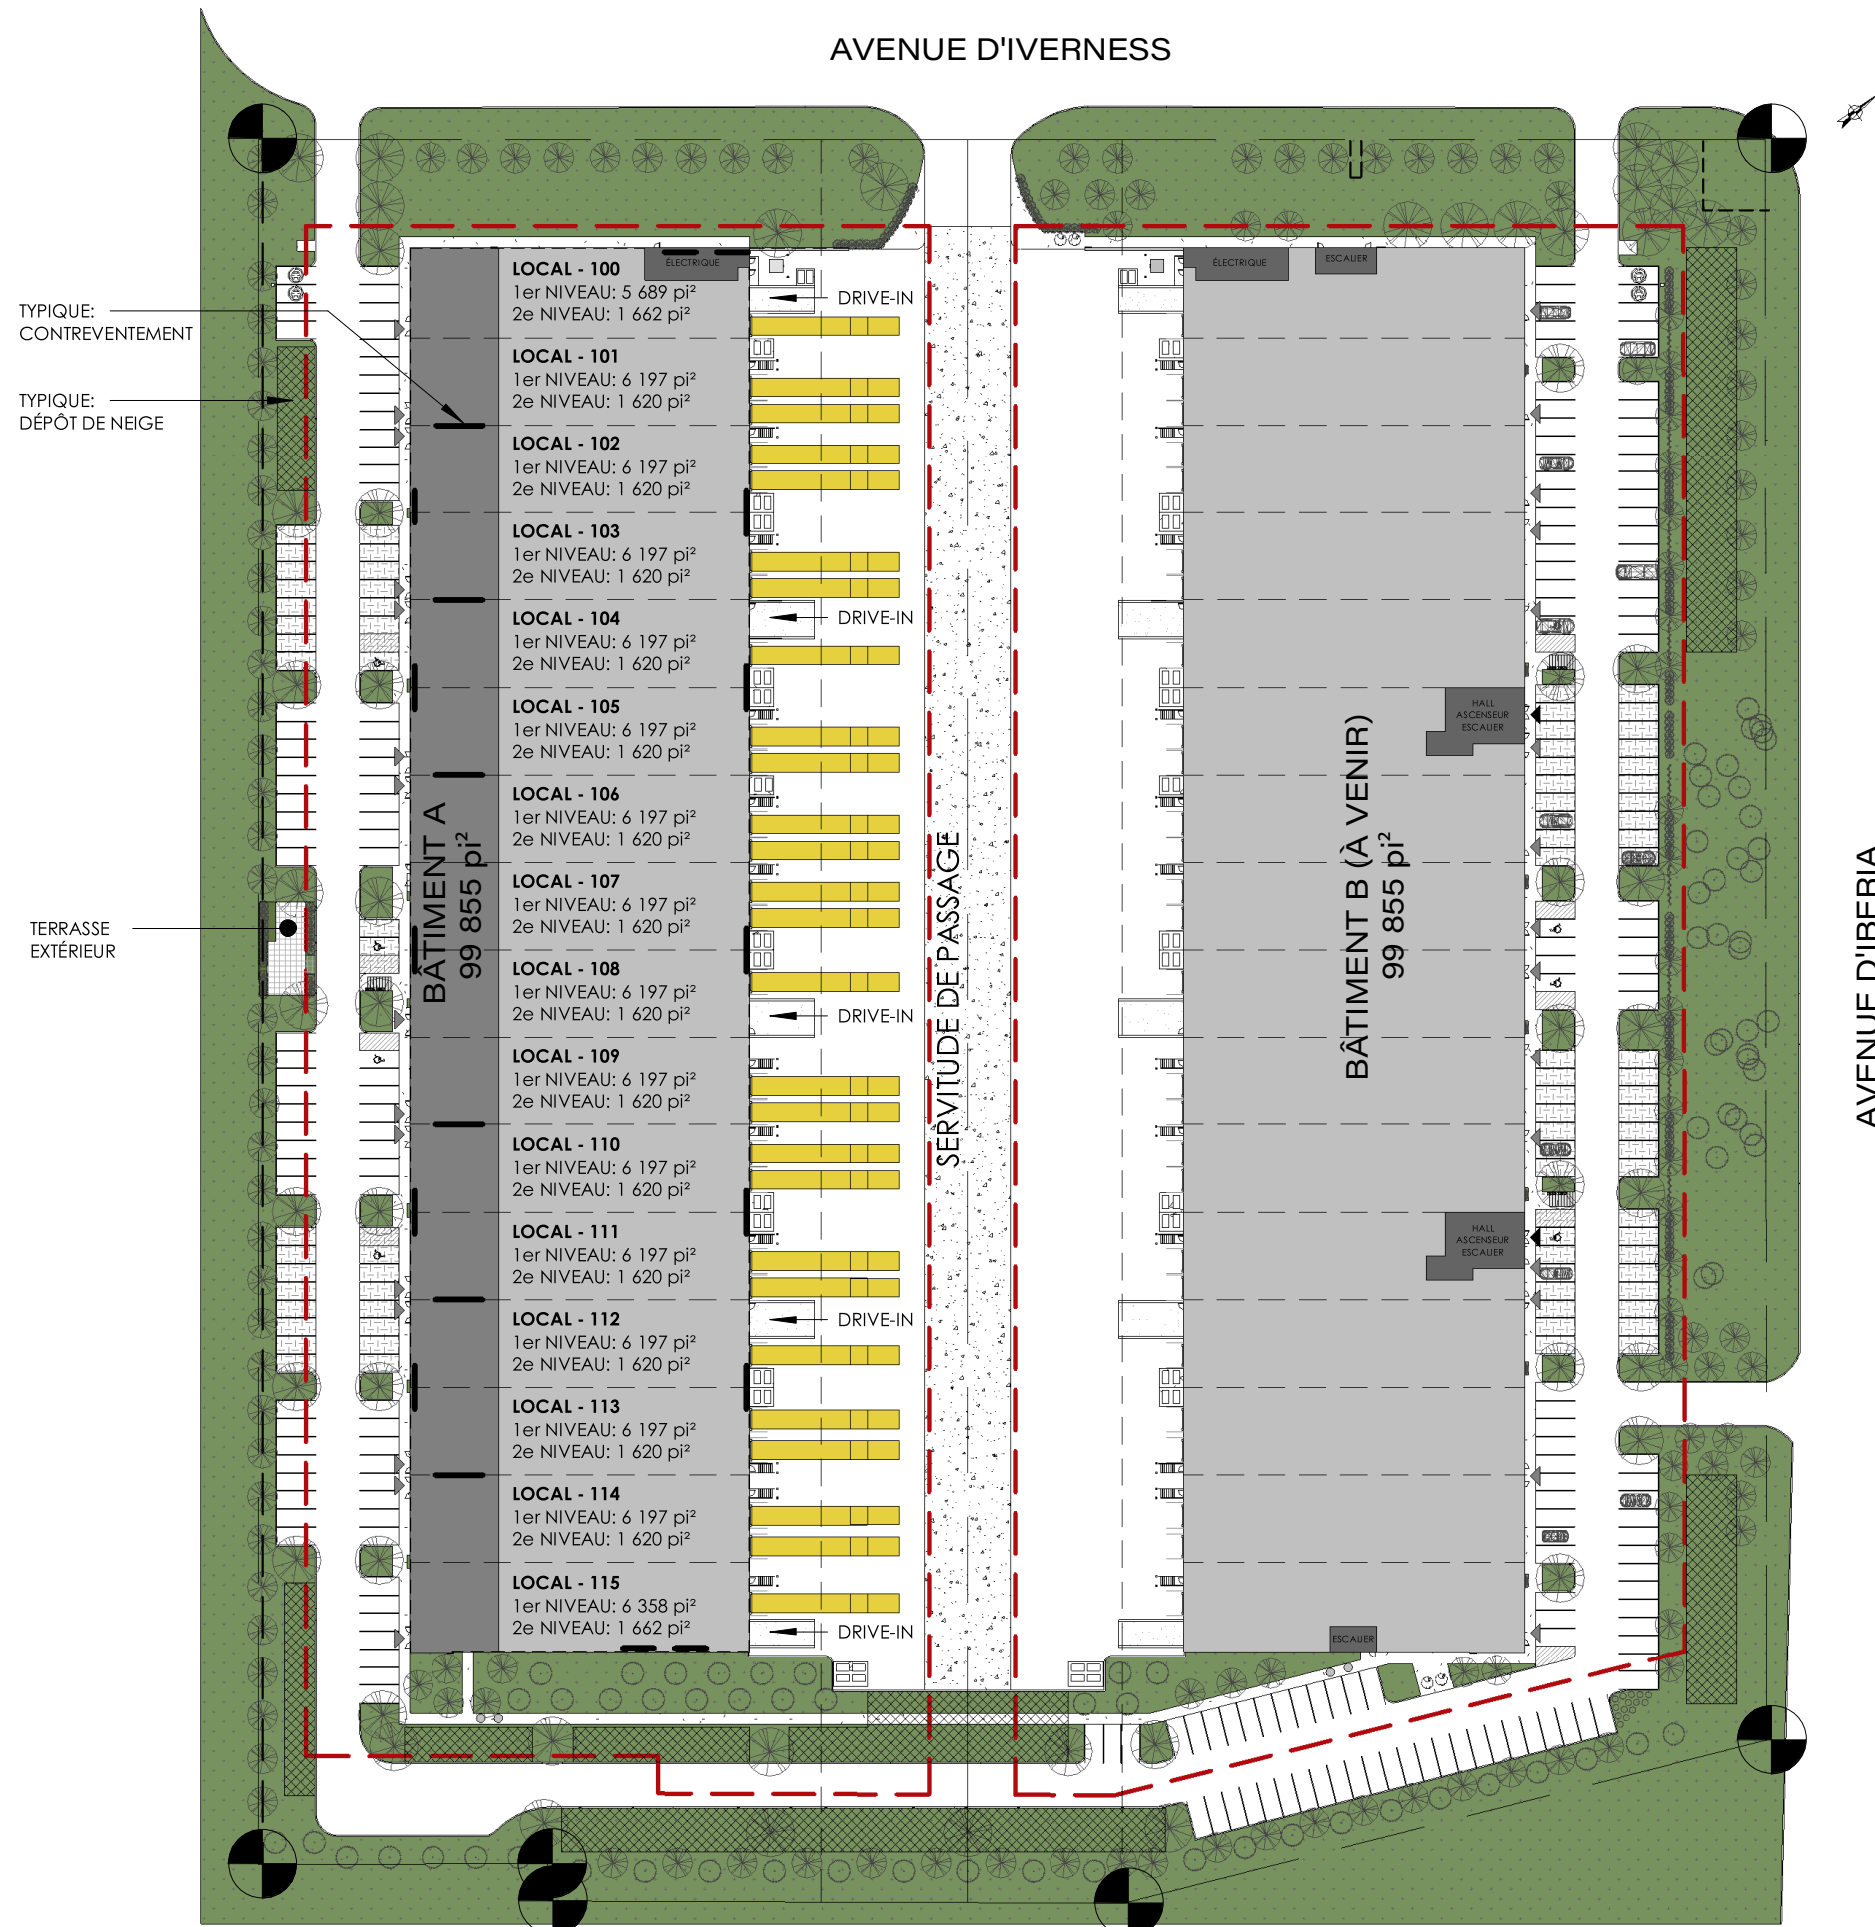 AVENUE D'IVERNESS
TYPIQUE:
CONTREVENTEMENT
TYPIQUE:
DÉPÔT DE NEIGE
TERRASSE
EXTÉRIEUR
BÂTIMENT A
99 855 pi²
ÉLECTRIQUE
LOCAL - 100
1er NIVEAU: 5 689 pi²
2e NIVEAU: 1 662 pi²
LOCAL - 101
1er NIVEAU: 6 197 pi²
2e NIVEAU: 1 620 pi²
LOCAL - 102
1er NIVEAU: 6 197 pi²
2e NIVEAU: 1 620 pi²
LOCAL - 103
1er NIVEAU: 6 197 pi²
2e NIVEAU: 1 620 pi²
LOCAL - 104
1er NIVEAU: 6 197 pi²
2e NIVEAU: 1 620 pi²
LOCAL - 105
1er NIVEAU: 6 197 pi²
2e NIVEAU: 1 620 pi²
LOCAL - 106
1er NIVEAU: 6 197 pi²
2e NIVEAU: 1 620 pi²
LOCAL - 107
1er NIVEAU: 6 197 pi²
2e NIVEAU: 1 620 pi²
LOCAL - 108
1er NIVEAU: 6 197 pi²
2e NIVEAU: 1 620 pi²
LOCAL - 109
1er NIVEAU: 6 197 pi²
2e NIVEAU: 1 620 pi²
LOCAL - 110
1er NIVEAU: 6 197 pi²
2e NIVEAU: 1 620 pi²
LOCAL - 111
1er NIVEAU: 6 197 pi²
2e NIVEAU: 1 620 pi²
LOCAL - 112
1er NIVEAU: 6 197 pi²
2e NIVEAU: 1 620 pi²
LOCAL - 113
1er NIVEAU: 6 197 pi²
2e NIVEAU: 1 620 pi²
LOCAL - 114
1er NIVEAU: 6 197 pi²
2e NIVEAU: 1 620 pi²
LOCAL - 115
1er NIVEAU: 6 358 pi²
2e NIVEAU: 1 662 pi²
DRIVE-IN
DRIVE-IN
DRIVE-IN
DRIVE-IN
DRIVE-IN
SERVITUDE DE PASSAGE
ÉLECTRIQUE
ESCALIER
BÂTIMENT B (À VENIR)
99 855 pi²
HALL
ASCENSEUR
ESCALIER
HALL
ASCENSEUR
ESCALIER
ESCALIER
AVENUE D'IBERIA